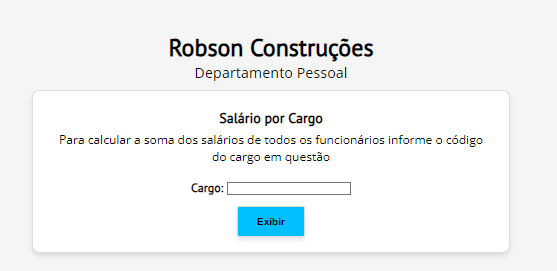 Robson Construções
Departamento Pessoal
Salário por Cargo
Para calcular a soma dos salários de todos os funcionários informe o código
do cargo em questão
Cargo:
Exibir